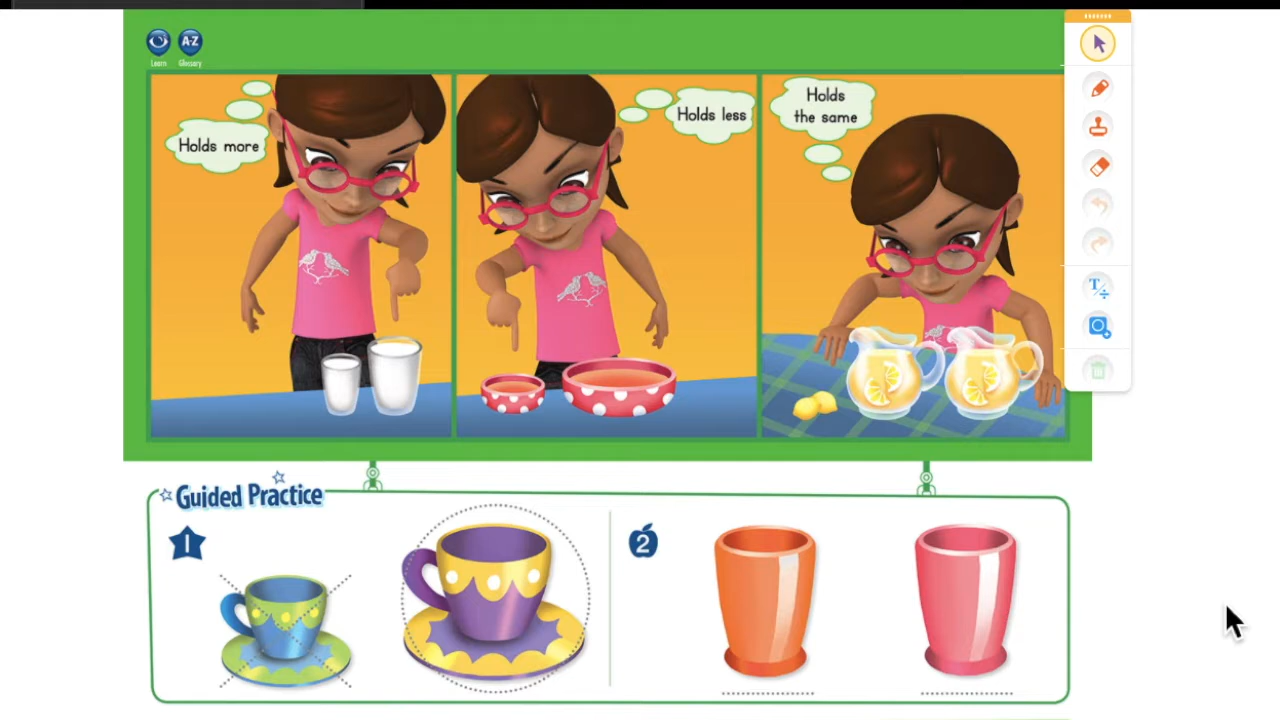 A-Z
Learn
Glossary
Holds more
Holds less
Holds
the same
Guided Practice
1
2
T/÷